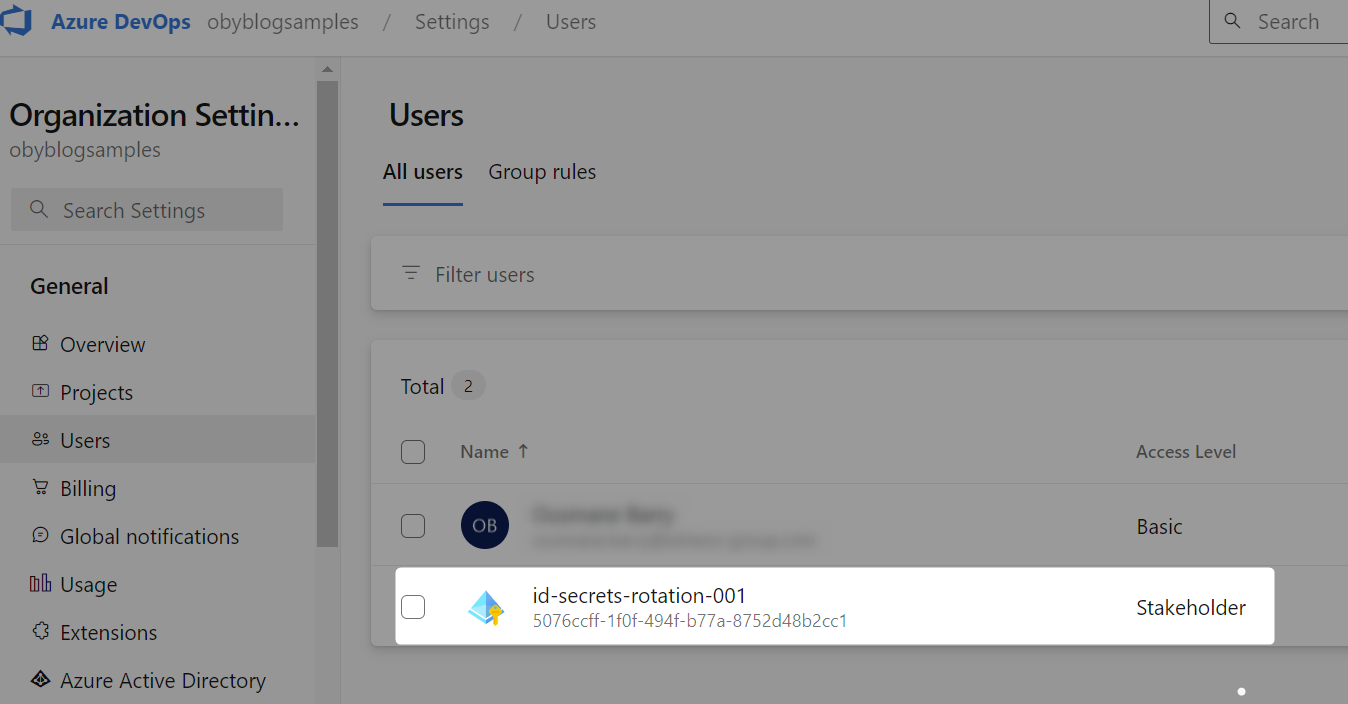 Azure DevOps obyblogsamples / Settings / Users
Search
Organization Settin...
obyblogsamples
Search Settings
General
Overview
Projects
Users
Billing
Global notifications
Usage
Extensions
Azure Active Directory
Users
All users Group rules
Filter users
Total 2
Name ↑ Access Level
OB
Basic
id-secrets-rotation-001
5076ccff-1f0f-494f-b77a-8752d48b2cc1
Stakeholder